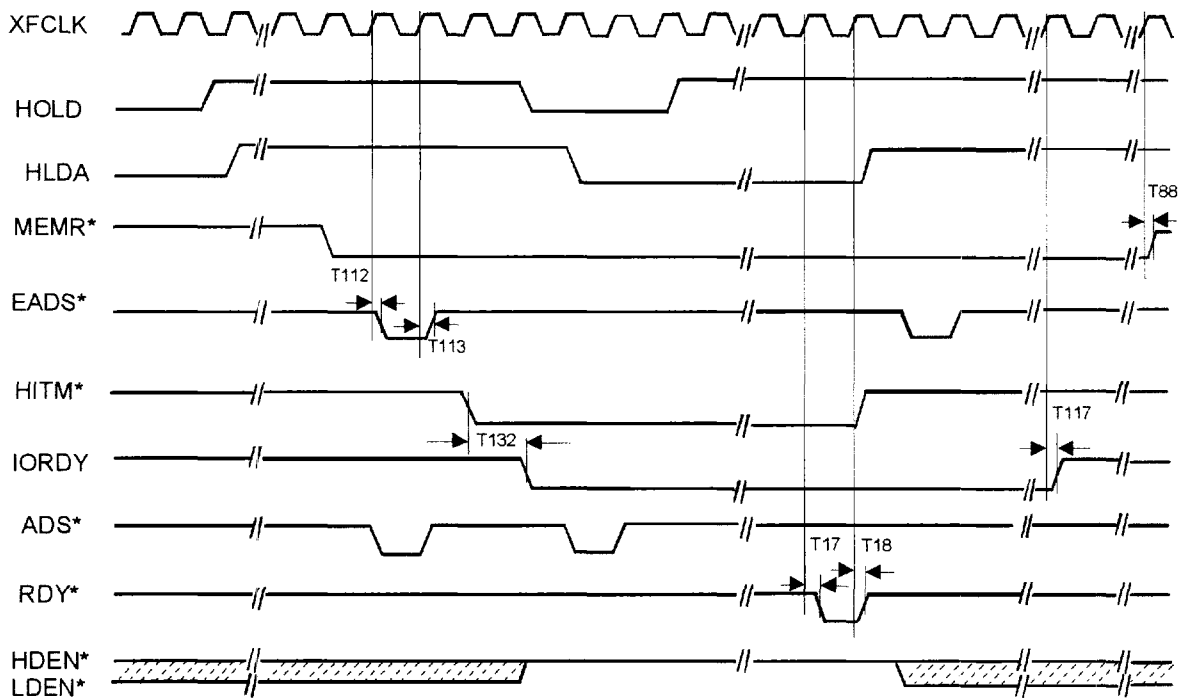 XFCLK
HOLD
HLDA
T88
MEMR*
T112
EADS*
T113
HITM*
T132
T117
IORDY
ADS*
T17
T18
RDY*
HDEN*
LDEN*